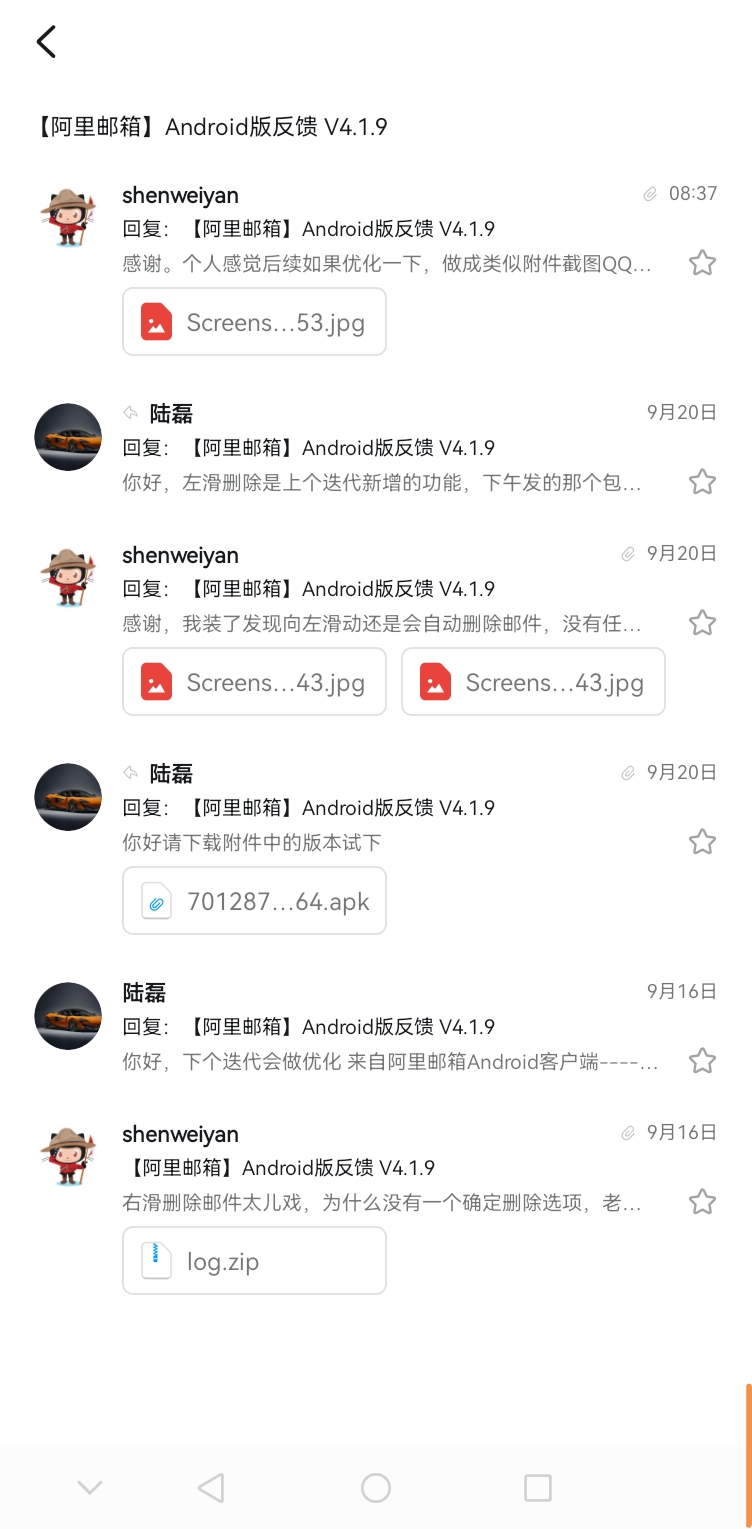 【阿里邮箱】Android版反馈 V4.1.9
shenweiyan 08:37
回复：【阿里邮箱】Android版反馈 V4.1.9
感谢。个人感觉后续如果优化一下，做成类似附件截图QQ...
Screens...53.jpg
陆磊 9月20日
回复：【阿里邮箱】Android版反馈 V4.1.9
你好，左滑删除是上个迭代新增的功能，下午发的那个包...
shenweiyan 9月20日
回复：【阿里邮箱】Android版反馈 V4.1.9
感谢，我装了发现向左滑动还是会自动删除邮件，没有任...
Screens...43.jpg Screens...43.jpg
陆磊 9月20日
回复：【阿里邮箱】Android版反馈 V4.1.9
你好请下载附件中的版本试下
701287...64.apk
陆磊 9月16日
回复：【阿里邮箱】Android版反馈 V4.1.9
你好，下个迭代会做优化 来自阿里邮箱Android客户端----...
shenweiyan 9月16日
【阿里邮箱】Android版反馈 V4.1.9
右滑删除邮件太儿戏，为什么没有一个确定删除选项，老...
log.zip